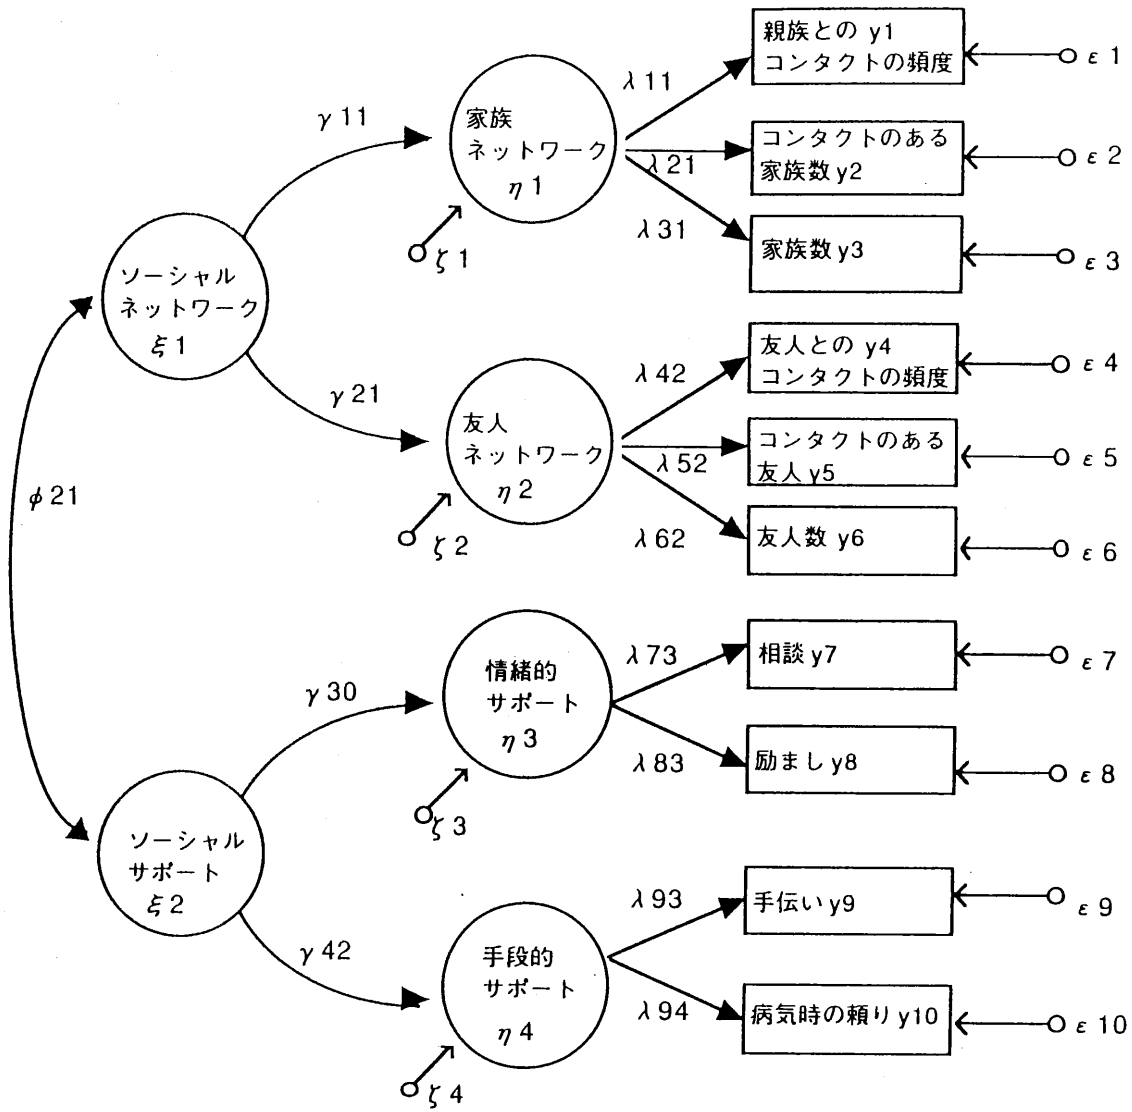 親族との y1
コンタクトの頻度
ε1
λ11
γ11
家族
ネットワーク
η1
コンタクトのある
家族数 y2
ε2
λ21
λ31
家族数 y3
ε3
ζ1
ソーシャル
ネットワーク
ξ1
友人との y4
コンタクトの頻度
ε4
λ42
γ21
友人
ネットワーク
η2
コンタクトのある
友人 y5
ε5
λ52
λ62
友人数 y6
ε6
ζ2
φ21
情緒的
サポート
η3
λ73
相談 y7
ε7
γ30
λ83
励まし y8
ε8
ζ3
ソーシャル
サポート
ξ2
λ93
手伝い y9
ε9
γ42
手段的
サポート
η4
λ94
病気時の頼り y10
ε10
ζ4